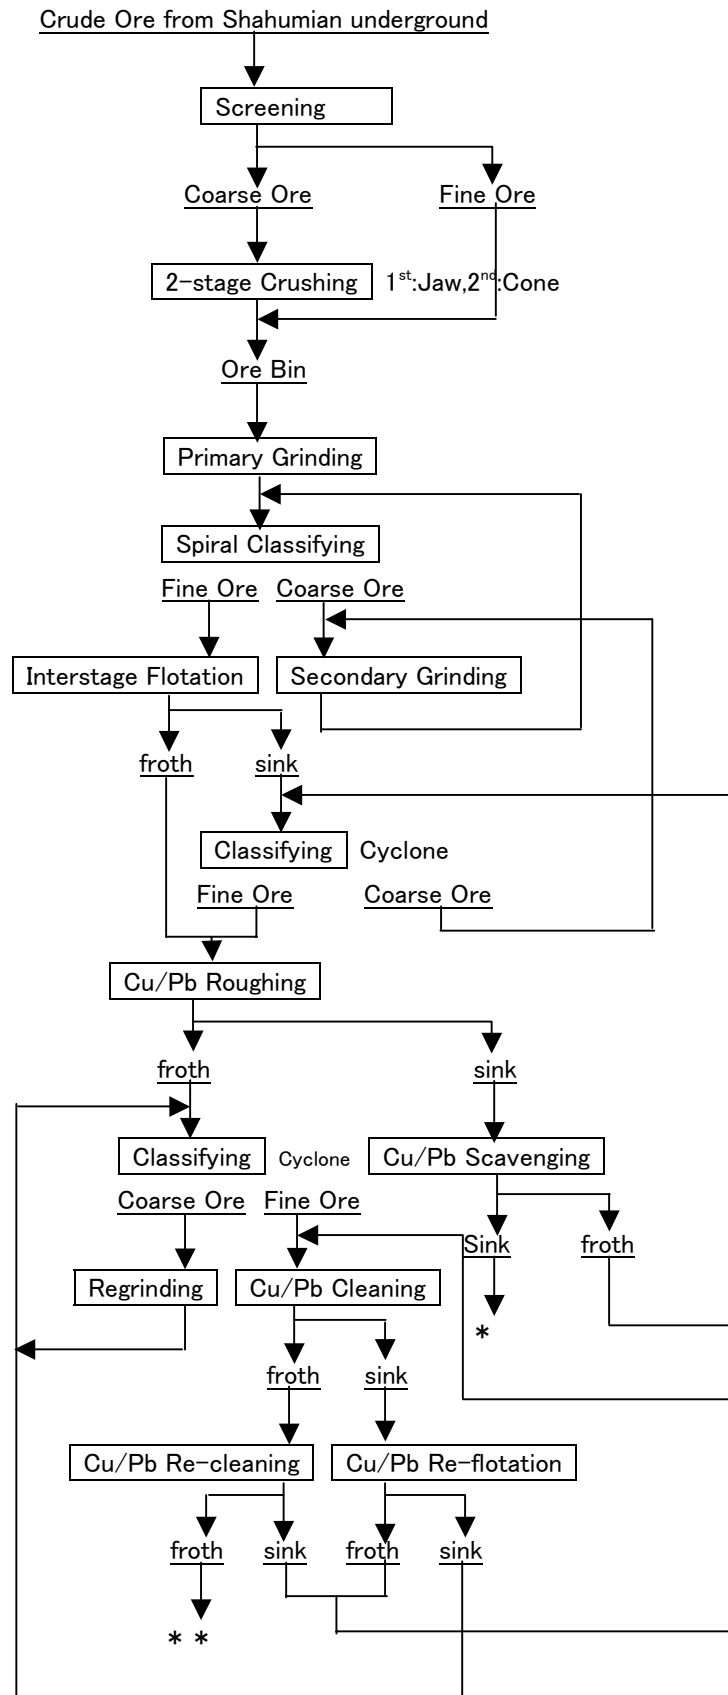 Crude Ore from Shahumian underground
Screening
Coarse Ore Fine Ore
2-stage Crushing 1st:Jaw,2nd:Cone
Ore Bin
Primary Grinding
Spiral Classifying
Fine Ore Coarse Ore
Interstage Flotation Secondary Grinding
froth sink
Classifying Cyclone
Fine Ore Coarse Ore
Cu/Pb Roughing
froth sink
Classifying Cyclone Cu/Pb Scavenging
Coarse Ore Fine Ore
Sink froth
Regrinding Cu/Pb Cleaning
*
froth sink
Cu/Pb Re-cleaning Cu/Pb Re-flotation
froth sink froth sink
* *